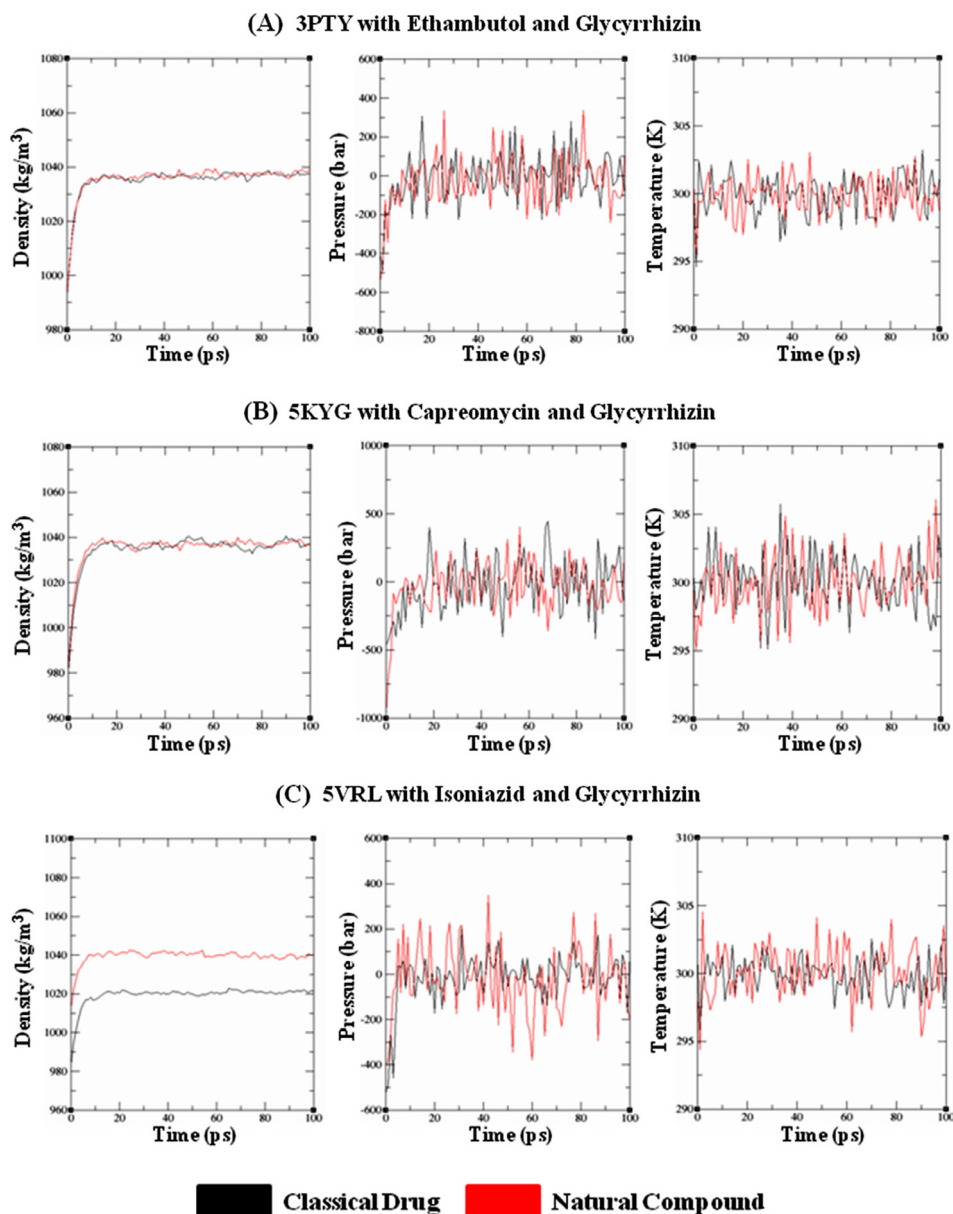 (A) 3PTY with Ethambutol and Glycyrrhizin
1080
1060
1040
1020
1000
980
0 20 40 60 80 100
Density (kg/m³)
Time (ps)
600
400
200
0
-200
-400
-600
-800
0 20 40 60 80 100
Pressure (bar)
Time (ps)
310
305
300
295
290
0 20 40 60 80 100
Temperature (K)
Time (ps)
(B) 5KYG with Capreomycin and Glycyrrhizin
1080
1060
1040
1020
1000
980
960
0 20 40 60 80 100
Density (kg/m³)
Time (ps)
1000
500
0
-500
-1000
0 20 40 60 80 100
Pressure (bar)
Time (ps)
310
305
300
295
290
0 20 40 60 80 100
Temperature (K)
Time (ps)
(C) 5VRL with Isoniazid and Glycyrrhizin
1100
1080
1060
1040
1020
1000
980
960
0 20 40 60 80 100
Density (kg/m³)
Time (ps)
600
400
200
0
-200
-400
-600
0 20 40 60 80 100
Pressure (bar)
Time (ps)
310
305
300
295
290
0 20 40 60 80 100
Temperature (K)
Time (ps)
Classical Drug Natural Compound